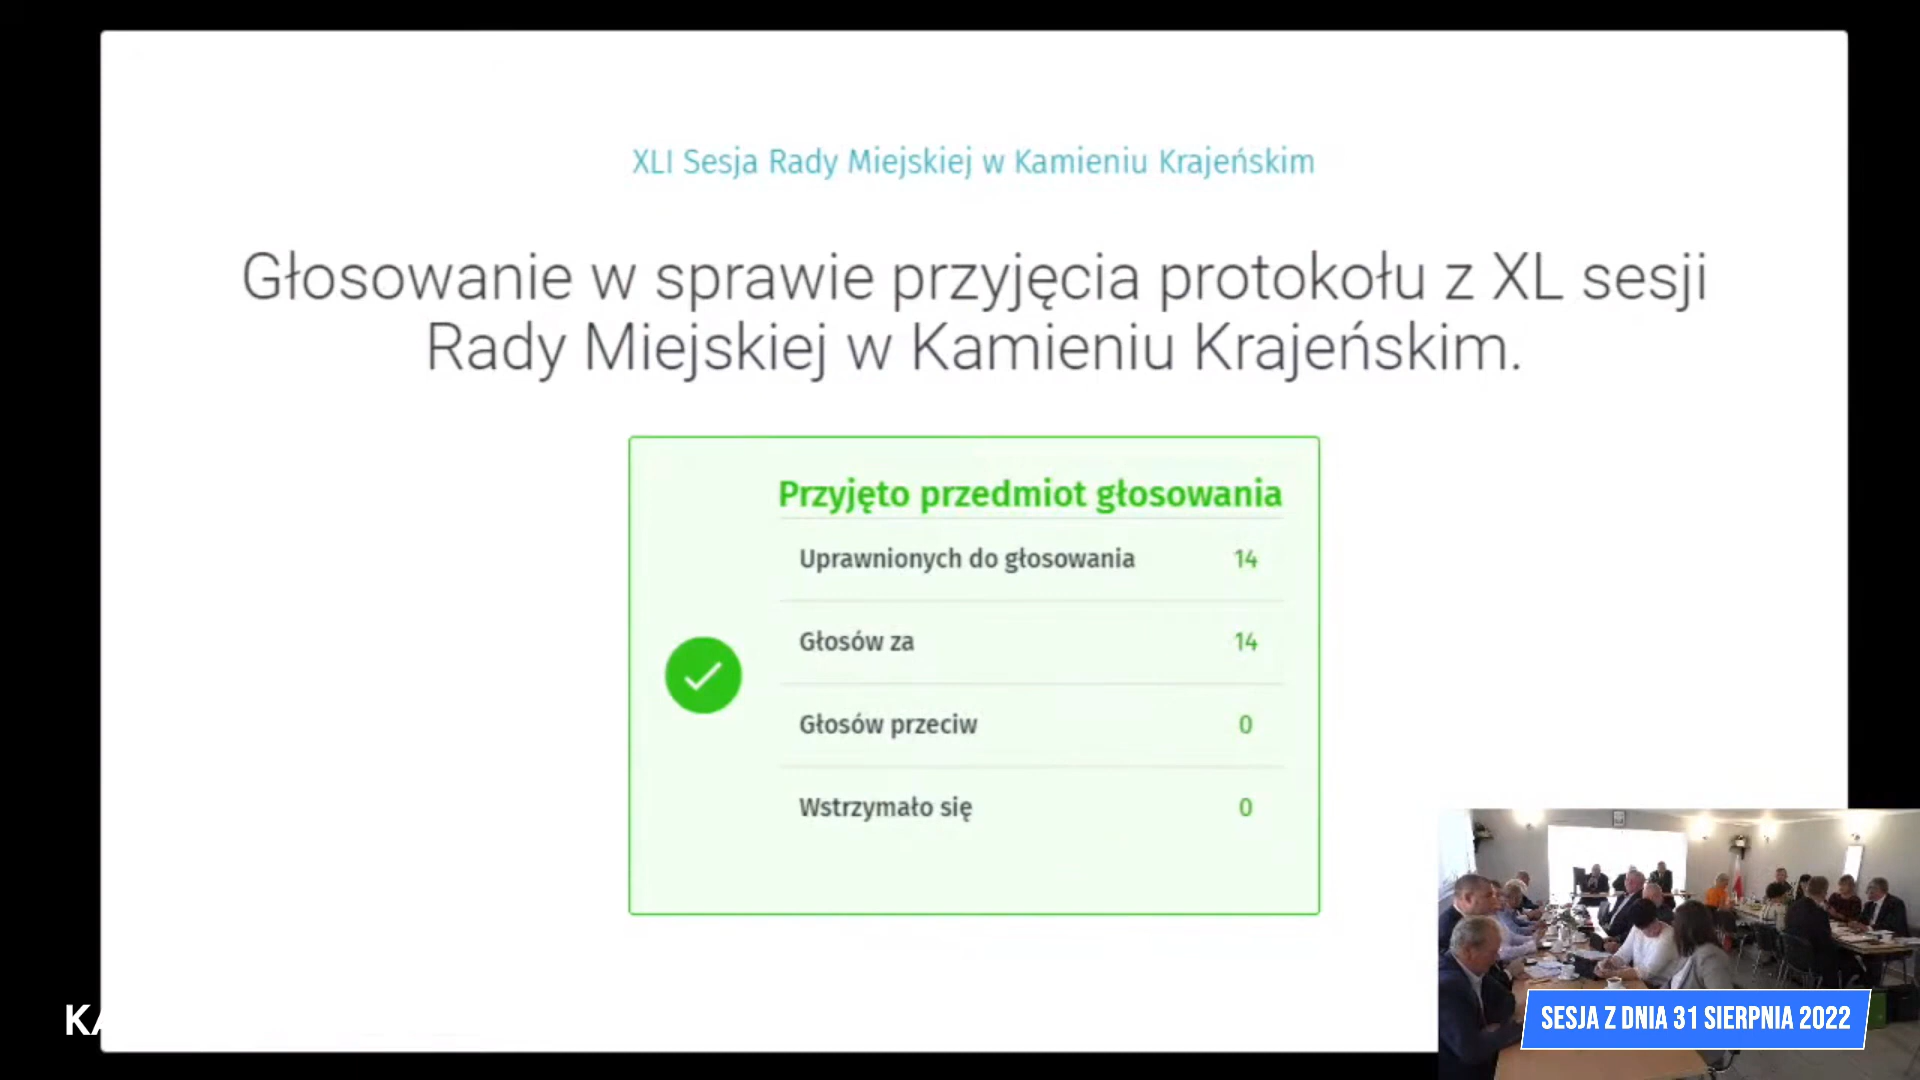 XLI Sesja Rady Miejskiej w Kamieniu Krajeńskim
Głosowanie w sprawie przyjęcia protokołu z XL sesji
Rady Miejskiej w Kamieniu Krajeńskim.
Przyjęto przedmiot głosowania
Uprawnionych do głosowania 14
Głosów za 14
Głosów przeciw 0
Wstrzymało się 0
SESJA Z DNIA 31 SIERPNIA 2022